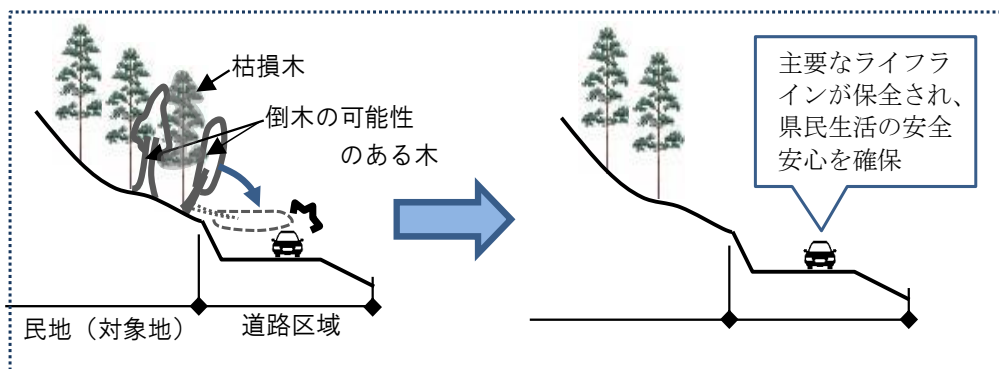 枯損木
倒木の可能性
のある木
民地（対象地）
道路区域
主要なライフラ
インが保全され、
県民生活の安全
安心を確保